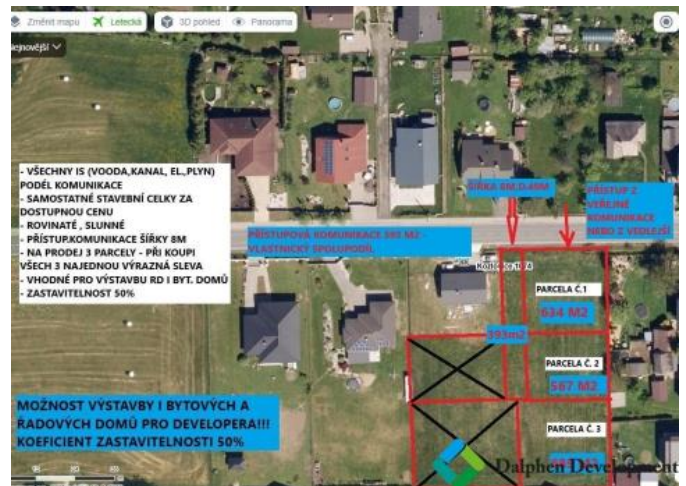 Změnit mapu Letecká 3D pohled Panorama
Nejnovější
- VŠECHNY IS (VOODA,KANAL, EL.,PLYN)
PODÉL KOMUNIKACE
- SAMOSTATNÉ STAVEBNÍ CELKY ZA
DOSTUPNOU CENU
- ROVINATÉ , SLUNNÉ
- PŘÍSTUP.KOMUNIKACE ŠÍŘKY 8M
- NA PRODEJ 3 PARCELY - PŘI KOUPI
VŠECH 3 NAJEDNOU VÝRAZNÁ SLEVA
- VHODNÉ PRO VÝSTAVBU RD I BYT. DOMŮ
- ZASTAVITELNOST 50%
PŘÍSTUPOVÁ KOMUNIKACE 393 M2 -
VLASTNICKÝ SPOLUPODÍL
ŠÍŘKA 8M,D.49M
PŘÍSTUP Z
VEŘEJNÉ
KOMUNIKACE
NEBO Z VEDLEJŠÍ
PARCELA Č.1
634 M2
393m2
PARCELA Č. 2
567 M2
PARCELA Č. 3
MOŽNOST VÝSTAVBY I BYTOVÝCH A
ŘADOVÝCH DOMŮ PRO DEVELOPERA!!!
KOEFICIENT ZASTAVITELNOSTI 50%
Dalphen Development